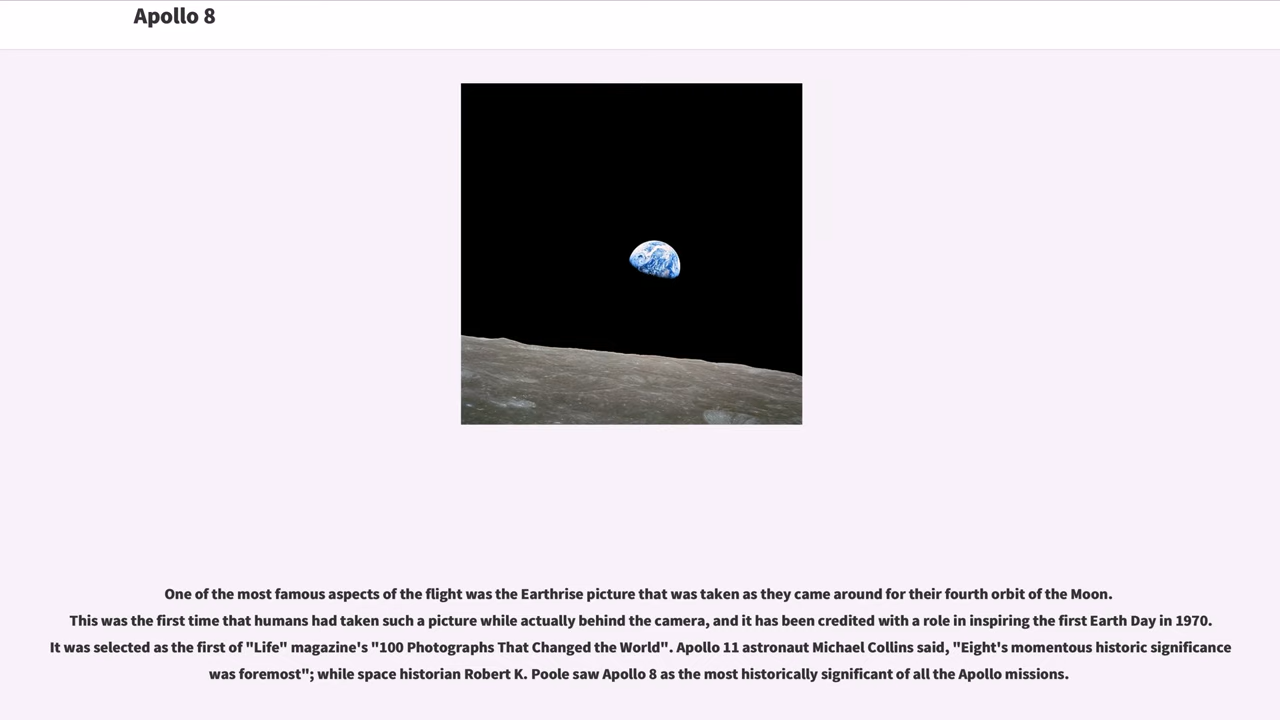 Apollo 8
One of the most famous aspects of the flight was the Earthrise picture that was taken as they came around for their fourth orbit of the Moon.
This was the first time that humans had taken such a picture while actually behind the camera, and it has been credited with a role in inspiring the first Earth Day in 1970.
It was selected as the first of "Life" magazine's "100 Photographs That Changed the World". Apollo 11 astronaut Michael Collins said, "Eight's momentous historic significance
was foremost"; while space historian Robert K. Poole saw Apollo 8 as the most historically significant of all the Apollo missions.